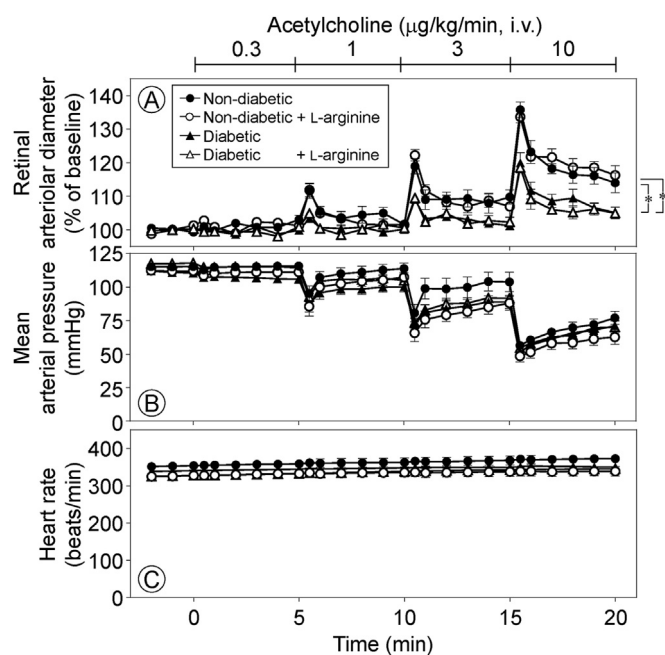 Acetylcholine (μg/kg/min, i.v.)
0.3 1 3 10
A
Non-diabetic
Non-diabetic + L-arginine
Diabetic
Diabetic + L-arginine
Retinal
arteriolar diameter
(% of baseline)
140
130
120
110
100
* *
B
Mean
arterial pressure
(mmHg)
125
100
75
50
25
0
C
Heart rate
(beats/min)
400
300
200
100
0
0 5 10 15 20
Time (min)